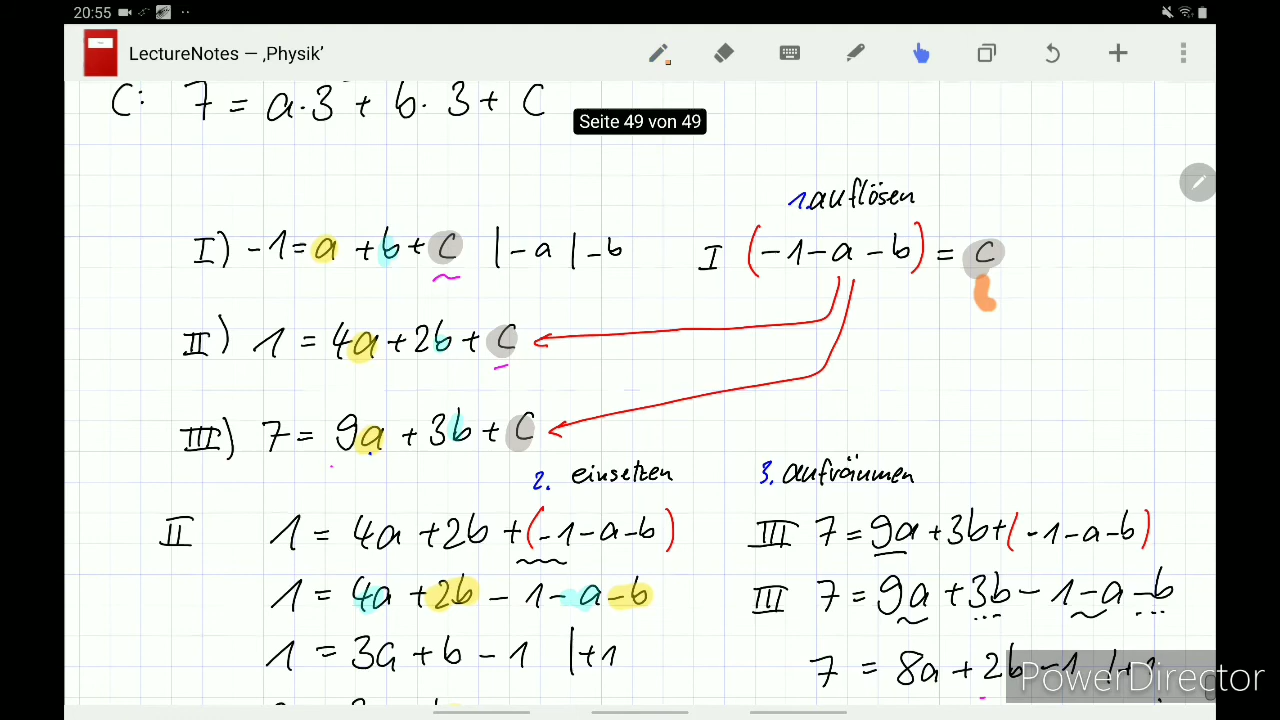 20:55
LectureNotes — ‚Physik’
C: 7 = a·3 + b·3 + C
Seite 49 von 49
1. auflösen
I) -1 = a + b + C | -a | -b
I (-1 - a - b) = C
II) 1 = 4a + 2b + C
III) 7 = 9a + 3b + C
2. einsetzen
3. aufräumen
II 1 = 4a + 2b + (-1 - a - b)
III 7 = 9a + 3b + (-1 - a - b)
1 = 4a + 2b - 1 - a - b
III 7 = 9a + 3b - 1 - a - b
1 = 3a + b - 1 | +1
7 = 8a + 2b - 1 | +1
PowerDirector